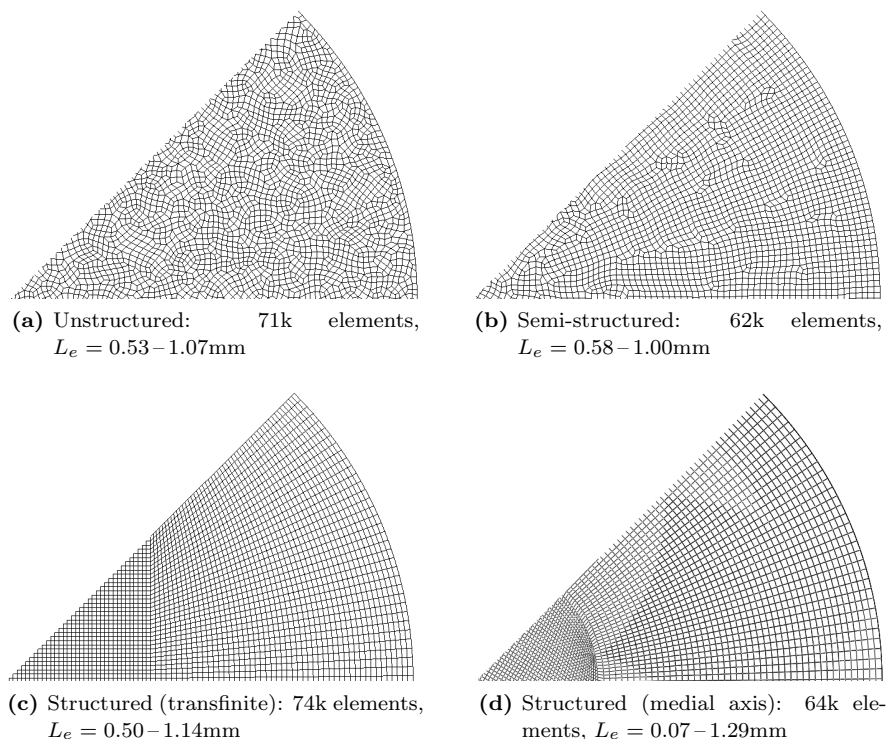 (a) Unstructured: 71k elements,
L_e = 0.53–1.07mm
(b) Semi-structured: 62k elements,
L_e = 0.58–1.00mm
(c) Structured (transfinite): 74k elements,
L_e = 0.50–1.14mm
(d) Structured (medial axis): 64k ele-
ments, L_e = 0.07–1.29mm